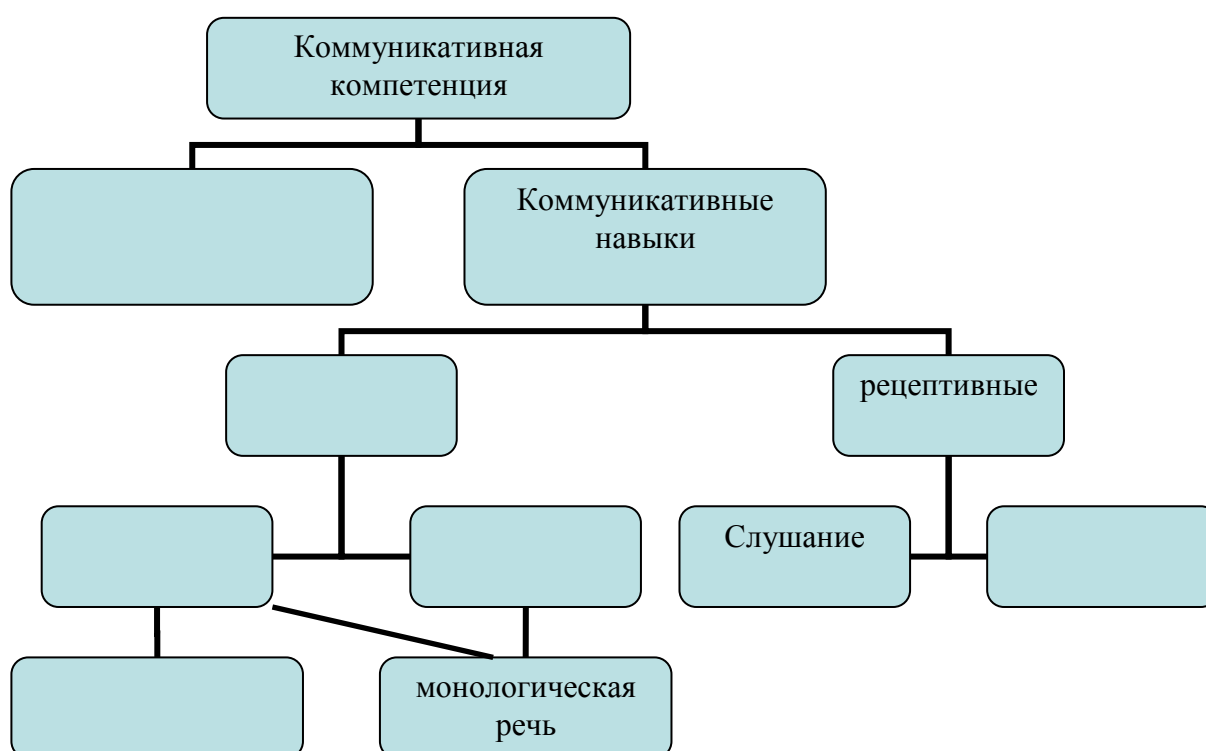 Коммуникативная
компетенция
Коммуникативные
навыки
рецептивные
Слушание
монологическая
речь